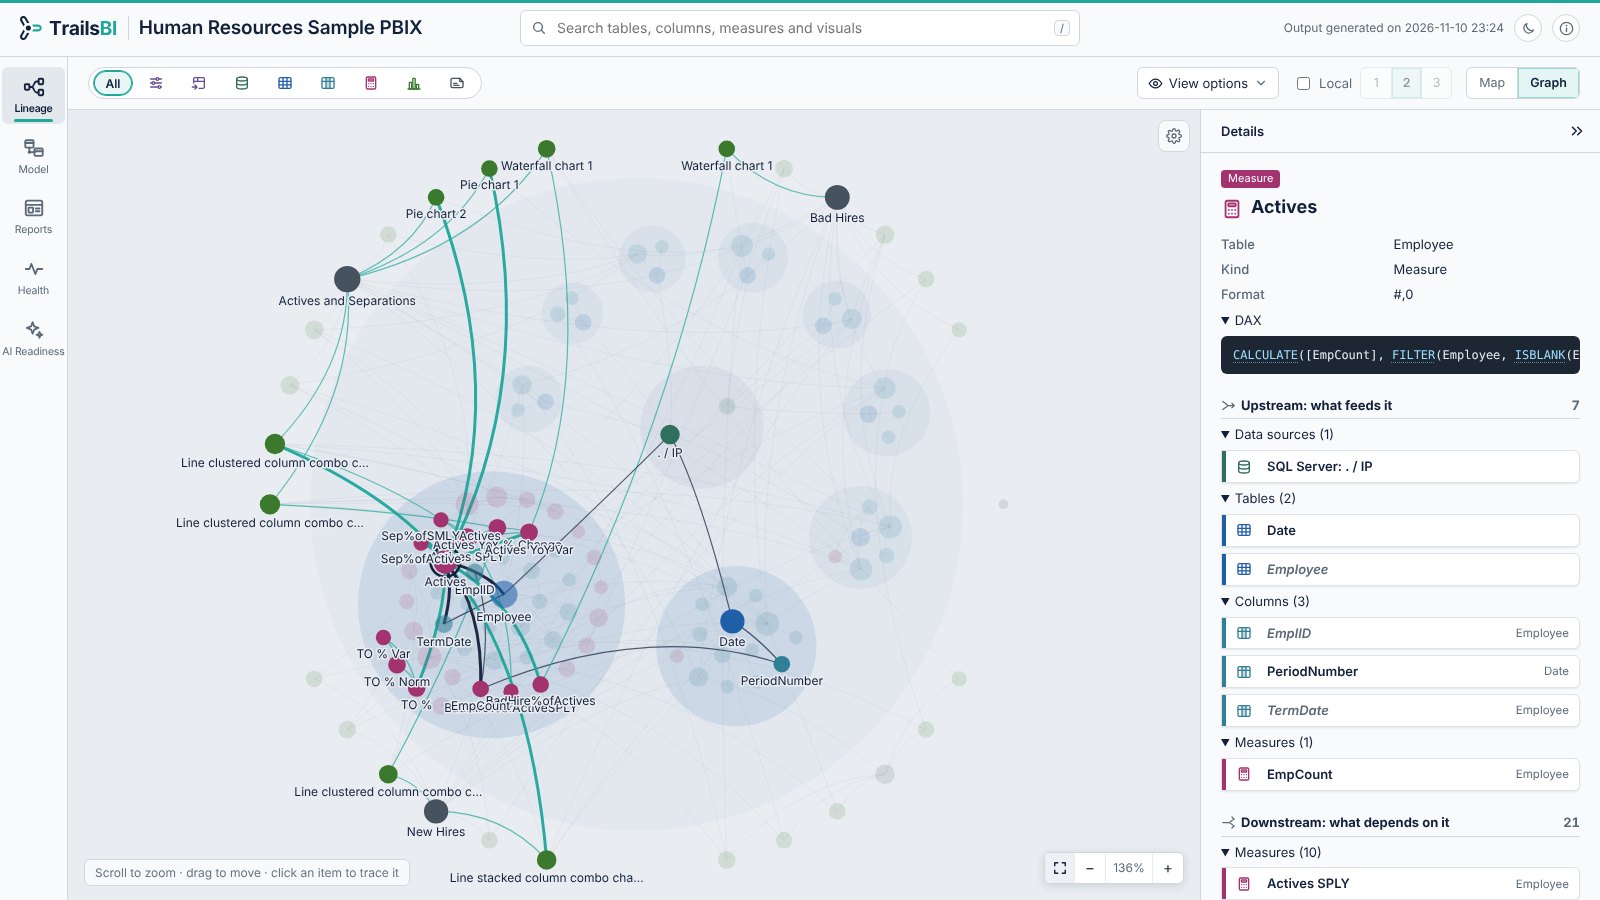 TrailsBI
Human Resources Sample PBIX
Search tables, columns, measures and visuals
/
Output generated on 2026-11-10 23:24
Lineage
Model
Reports
Health
AI Readiness
All
View options
Local
1
2
3
Map
Graph
Waterfall chart 1
Pie chart 1
Pie chart 2
Waterfall chart 1
Bad Hires
Actives and Separations
Line clustered column combo c...
Line clustered column combo c...
. / IP
Sep%ofSMLYActives
Actives YoY % Change
Actives YoY Var
Sep%ofActive
SPLY
Actives
EmplID
Employee
TermDate
TO % Var
TO % Norm
TO %
EmpCount
BadHire%ofActives
ActiveSPLY
Date
PeriodNumber
Line clustered column combo c...
New Hires
Line stacked column combo cha...
Scroll to zoom · drag to move · click an item to trace it
−
136%
+
Details
Measure
Actives
Table Employee
Kind Measure
Format #,0
DAX
CALCULATE([EmpCount], FILTER(Employee, ISBLANK(E
Upstream: what feeds it 7
Data sources (1)
SQL Server: . / IP
Tables (2)
Date
Employee
Columns (3)
EmplID Employee
PeriodNumber Date
TermDate Employee
Measures (1)
EmpCount Employee
Downstream: what depends on it 21
Measures (10)
Actives SPLY Employee